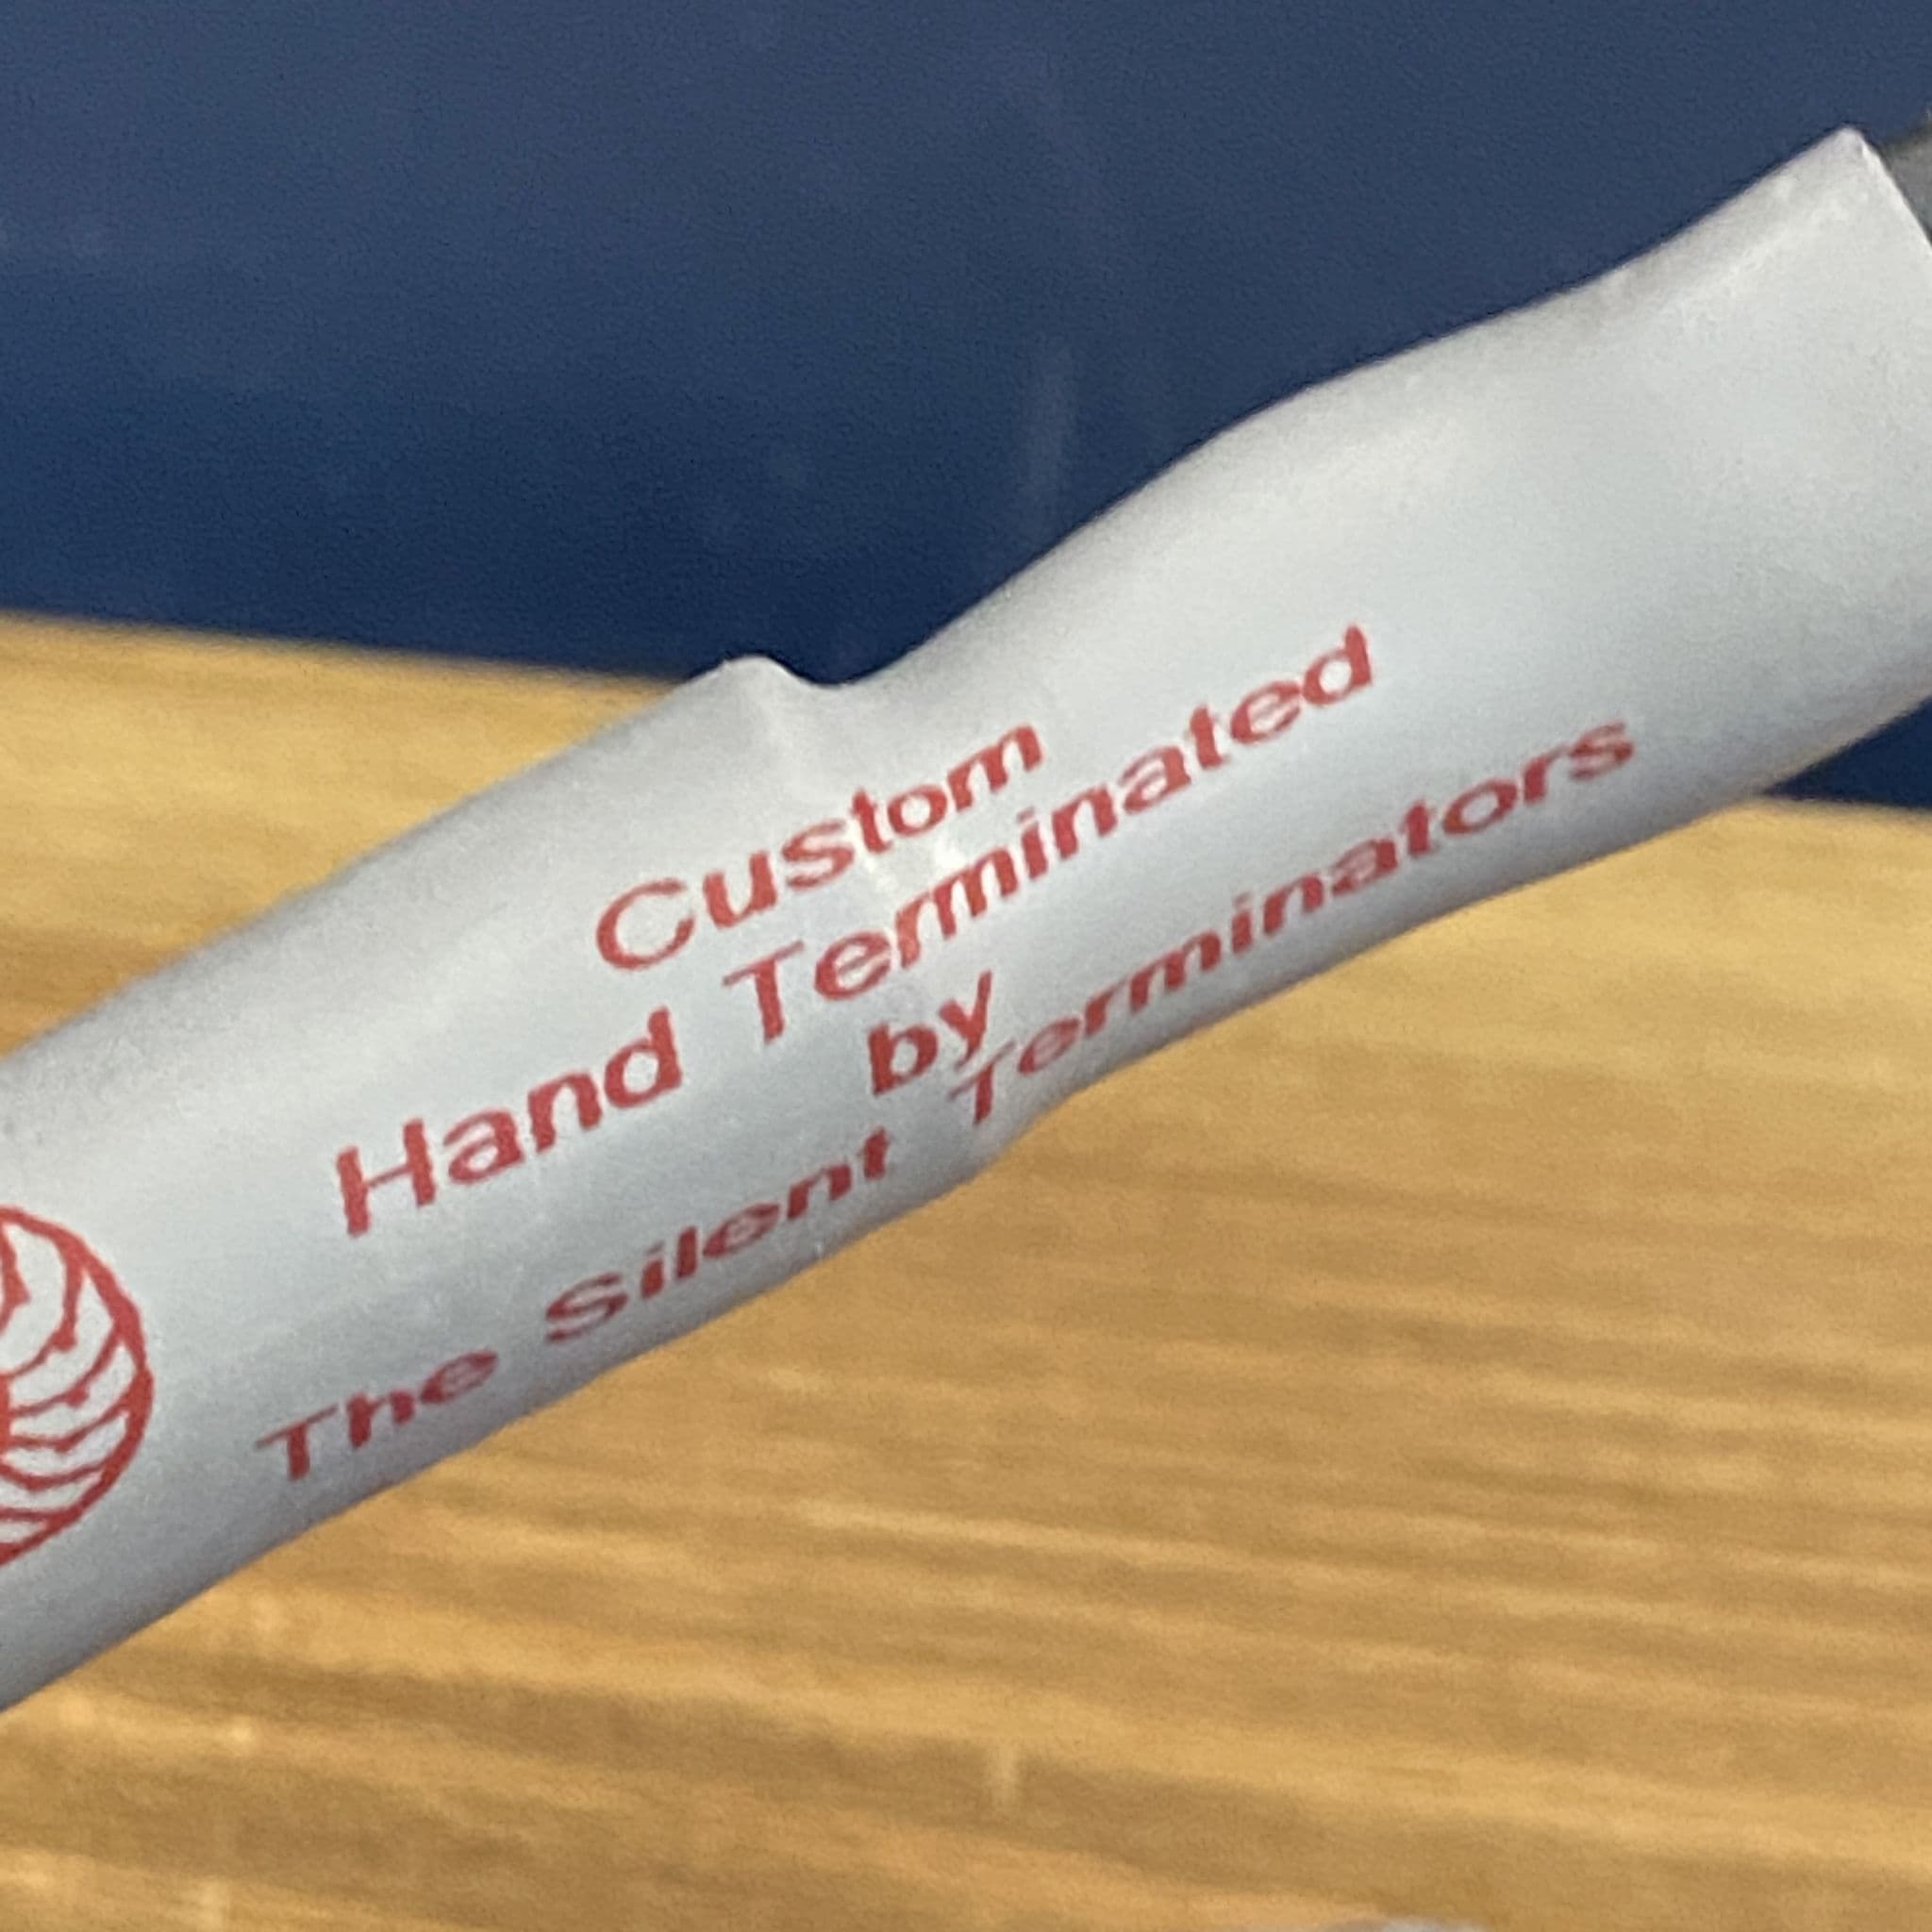 Custom
Hand Terminated
by
The Silent Terminators